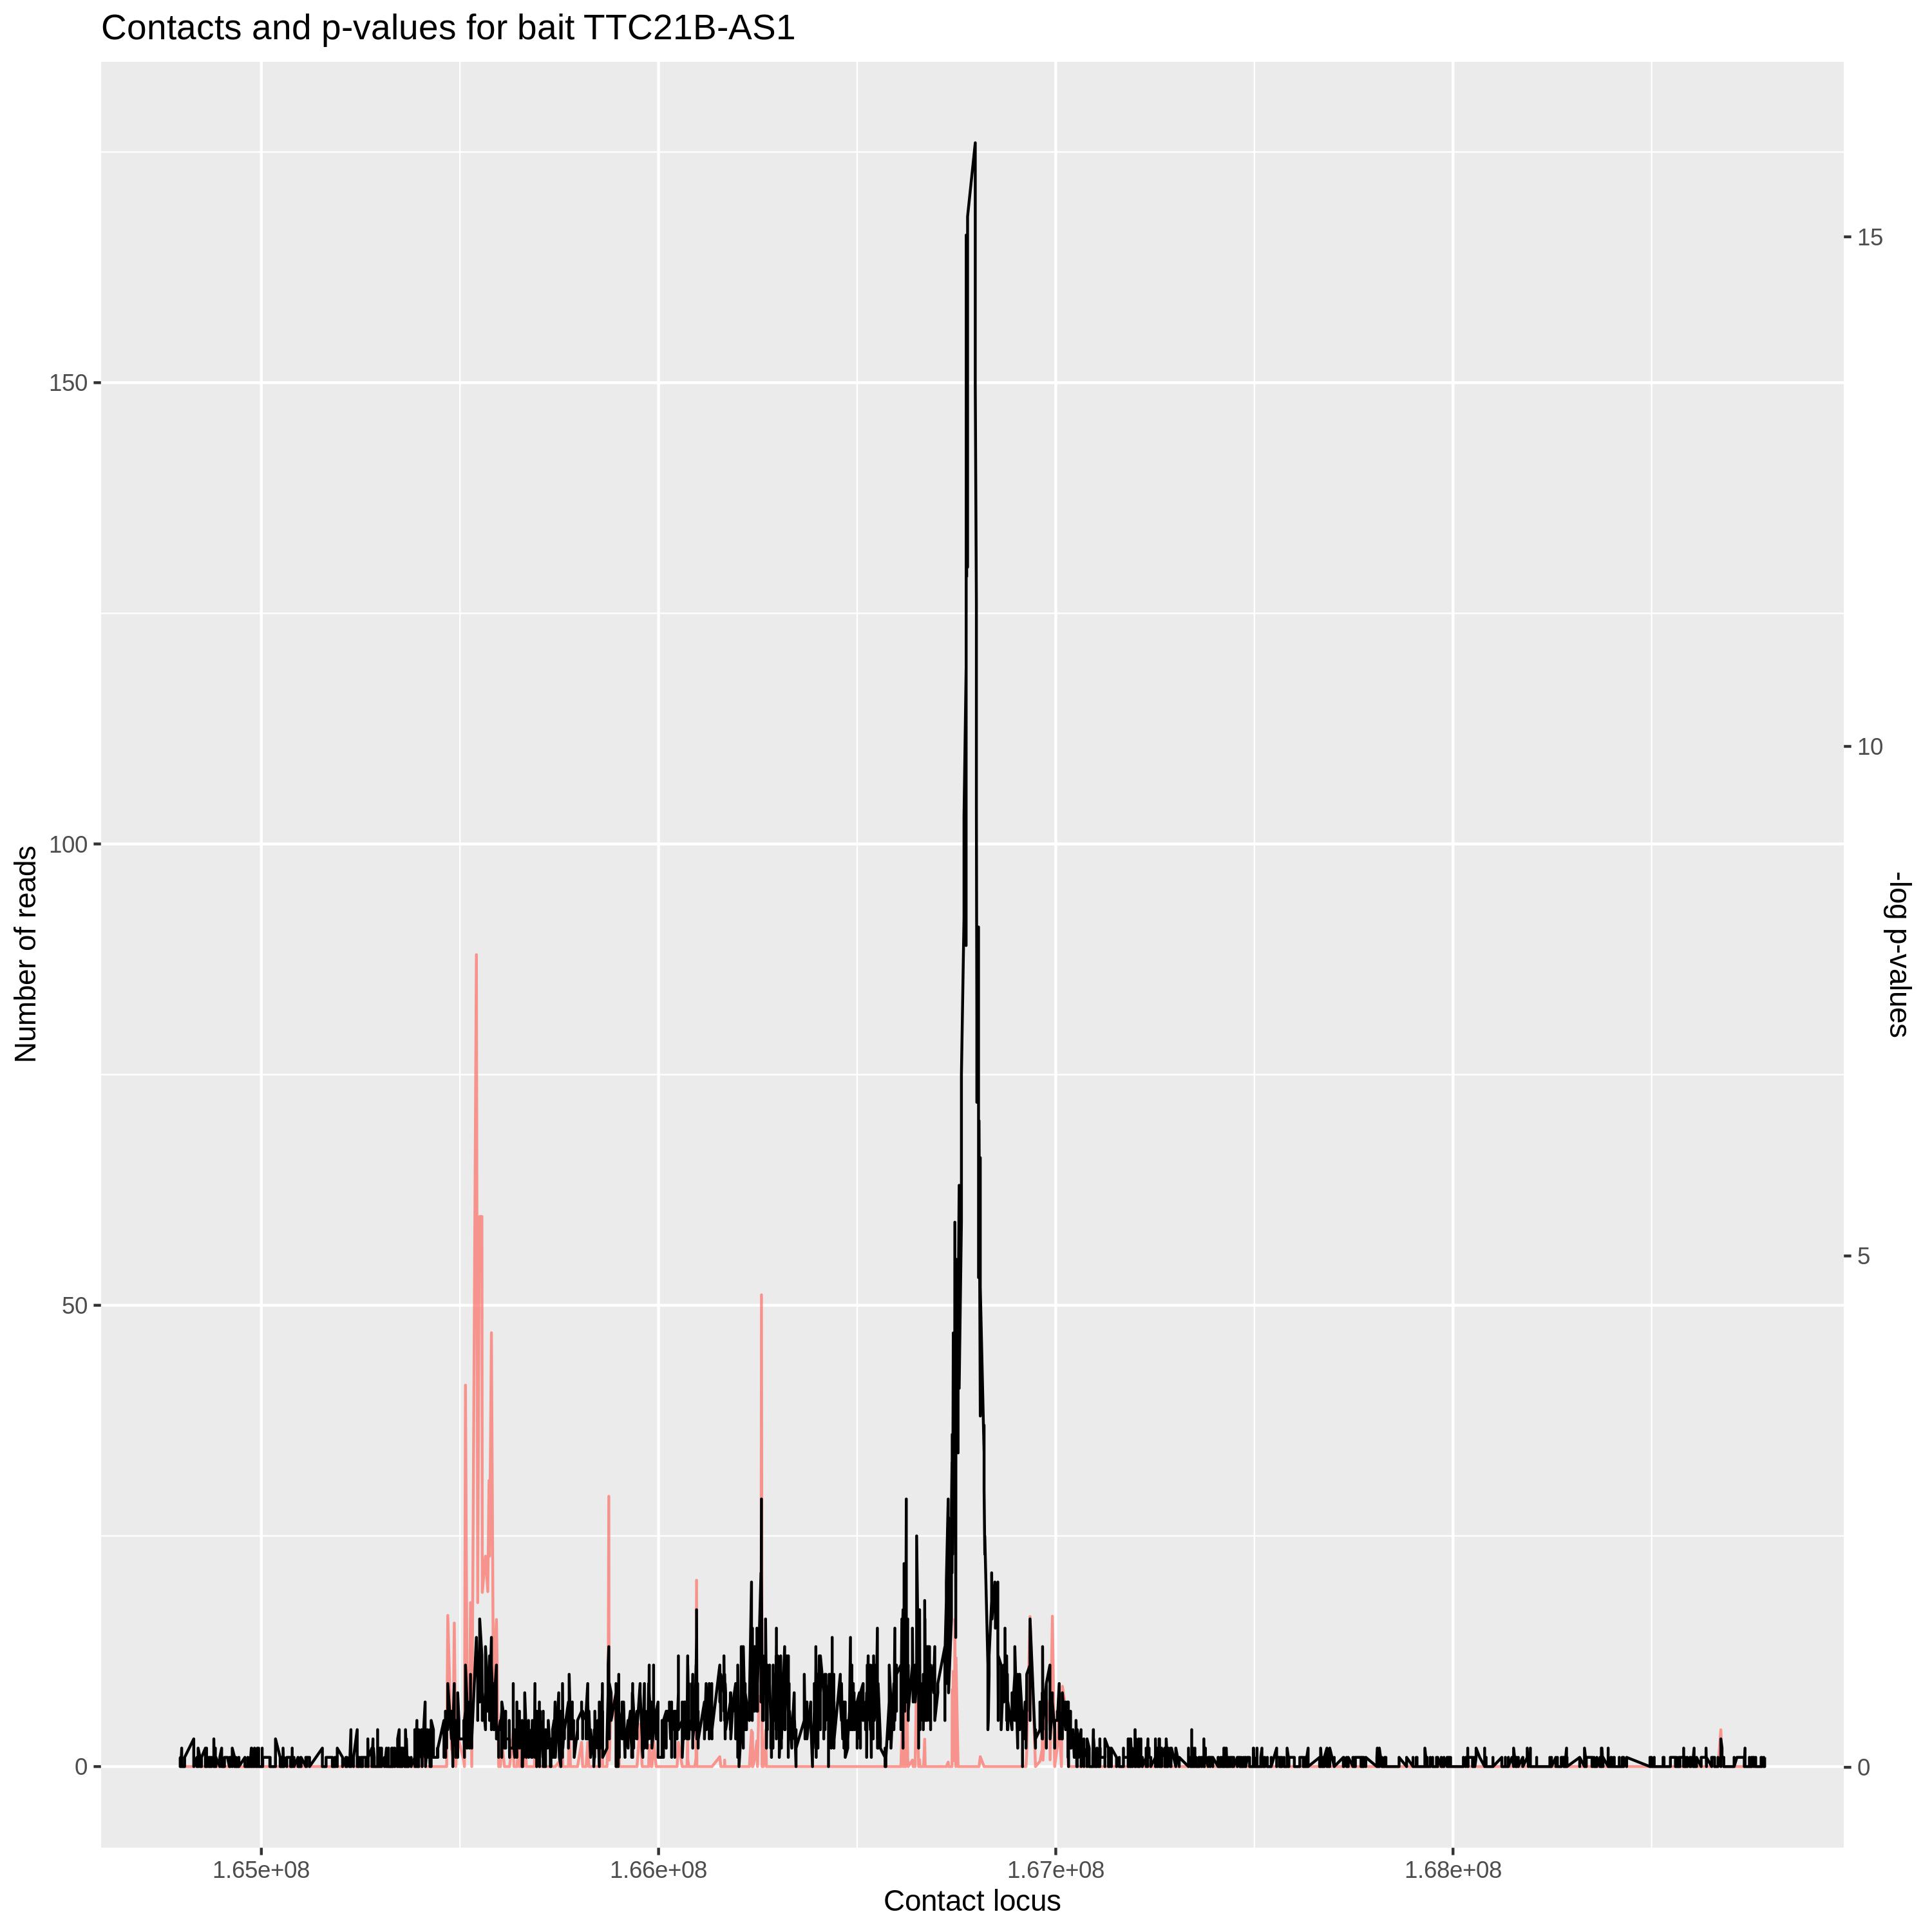 Contacts and p-values for bait TTC21B-AS1
Number of reads
150
100
50
0
15
10
5
0
-log p-values
1.65e+08
1.66e+08
1.67e+08
1.68e+08
Contact locus